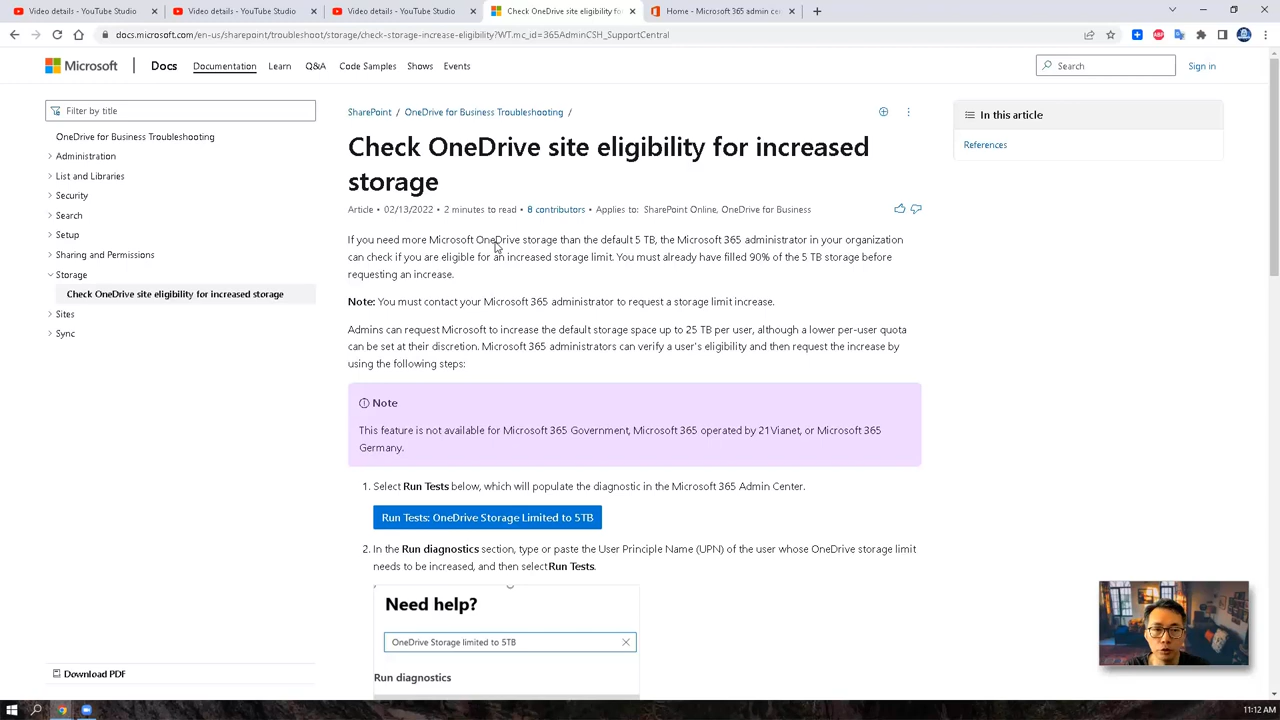 Video details - YouTube Studio
Video details - YouTube Studio
Video details - YouTube Studio
Check OneDrive site eligibility fo
Home - Microsoft 365 admin ce
docs.microsoft.com/en-us/sharepoint/troubleshoot/storage/check-storage-increase-eligibility?WT.mc_id=365AdminCSH_SupportCentral
Microsoft
Docs
Documentation
Learn
Q&A
Code Samples
Shows
Events
Search
Sign in
Filter by title
OneDrive for Business Troubleshooting
Administration
List and Libraries
Security
Search
Setup
Sharing and Permissions
Storage
Check OneDrive site eligibility for increased storage
Sites
Sync
Download PDF
SharePoint / OneDrive for Business Troubleshooting /
Check OneDrive site eligibility for increased
storage
Article • 02/13/2022 • 2 minutes to read • 8 contributors • Applies to: SharePoint Online, OneDrive for Business
If you need more Microsoft OneDrive storage than the default 5 TB, the Microsoft 365 administrator in your organization
can check if you are eligible for an increased storage limit. You must already have filled 90% of the 5 TB storage before
requesting an increase.
Note: You must contact your Microsoft 365 administrator to request a storage limit increase.
Admins can request Microsoft to increase the default storage space up to 25 TB per user, although a lower per-user quota
can be set at their discretion. Microsoft 365 administrators can verify a user's eligibility and then request the increase by
using the following steps:
Note
This feature is not available for Microsoft 365 Government, Microsoft 365 operated by 21Vianet, or Microsoft 365
Germany.
1. Select Run Tests below, which will populate the diagnostic in the Microsoft 365 Admin Center.
Run Tests: OneDrive Storage Limited to 5TB
2. In the Run diagnostics section, type or paste the User Principle Name (UPN) of the user whose OneDrive storage limit
needs to be increased, and then select Run Tests.
Need help?
OneDrive Storage limited to 5TB
Run diagnostics
In this article
References
11:12 AM